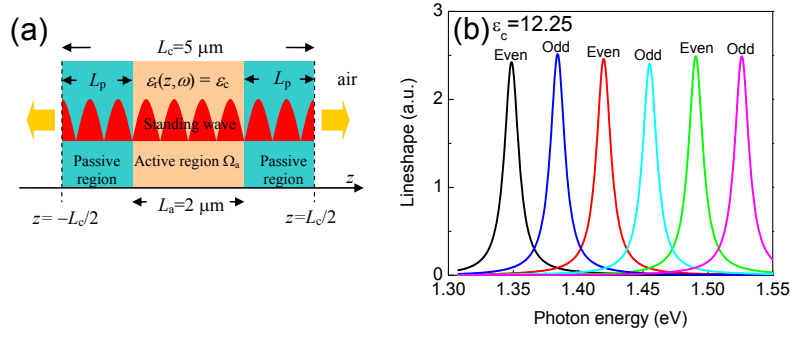 (a)
L_c=5 μm
L_p
ε_r(z,ω) = ε_c
L_p
air
Standing wave
Passive region
Active region Ω_a
Passive region
z
z= −L_c/2
L_a=2 μm
z=L_c/2
(b)
ε_c=12.25
Even
Odd
Even
Odd
Even
Odd
Lineshape (a.u.)
3
2
1
0
1.30
1.35
1.40
1.45
1.50
1.55
Photon energy (eV)